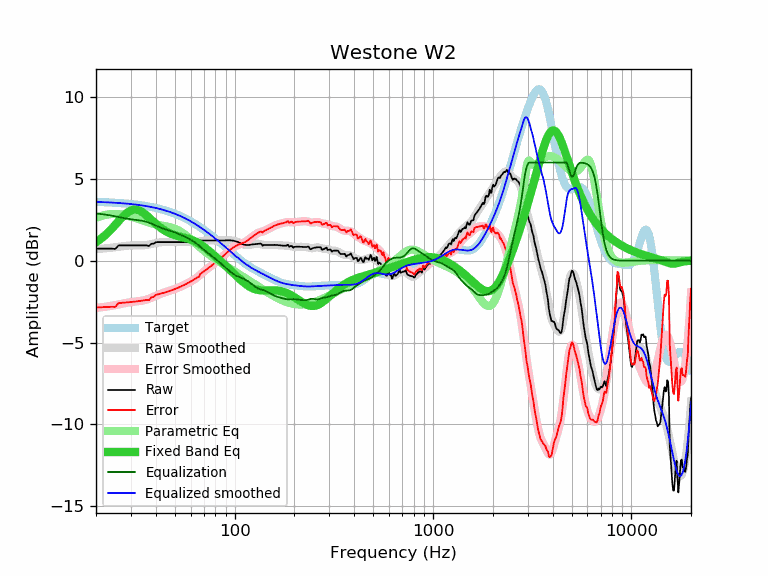 Westone W2
Amplitude (dBr)
10
5
0
−5
−10
−15
Target
Raw Smoothed
Error Smoothed
Raw
Error
Parametric Eq
Fixed Band Eq
Equalization
Equalized smoothed
100
1000
10000
Frequency (Hz)